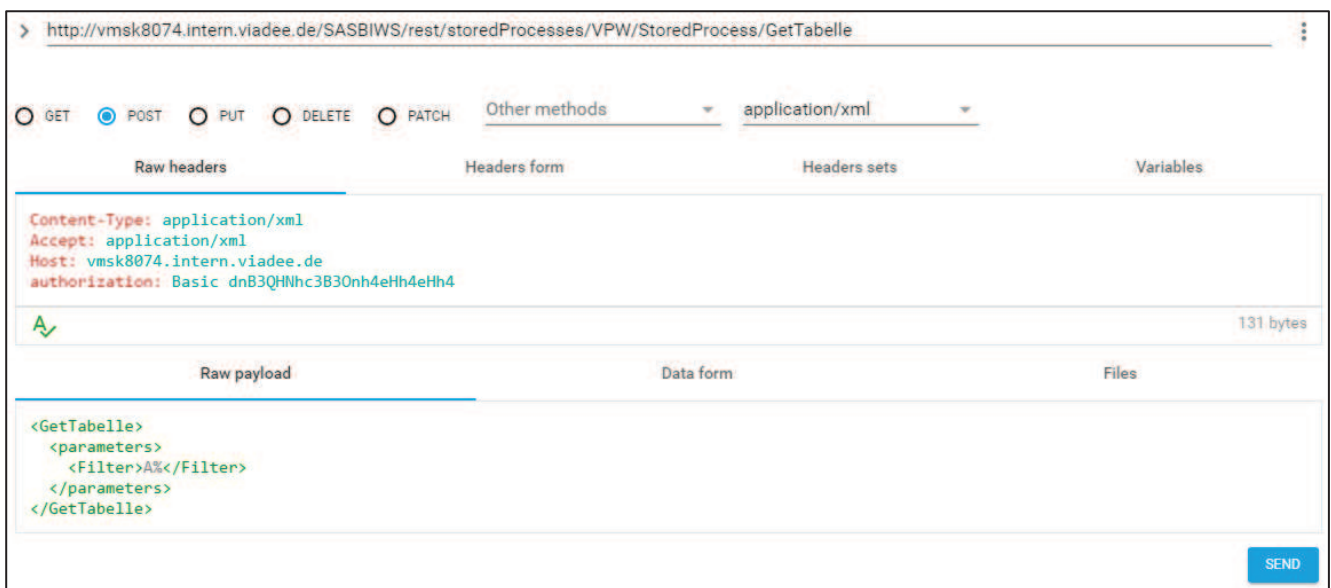 > http://vmsk8074.intern.viadee.de/SASBIWS/rest/storedProcesses/VPW/StoredProcess/GetTabelle
GET POST PUT DELETE PATCH Other methods application/xml
Raw headers Headers form Headers sets Variables
Content-Type: application/xml
Accept: application/xml
Host: vmsk8074.intern.viadee.de
authorization: Basic dnB3QHNhc3B3Onh4eHh4eHh4
131 bytes
Raw payload Data form Files
<GetTabelle>
<parameters>
<Filter>A%</Filter>
</parameters>
</GetTabelle>
SEND